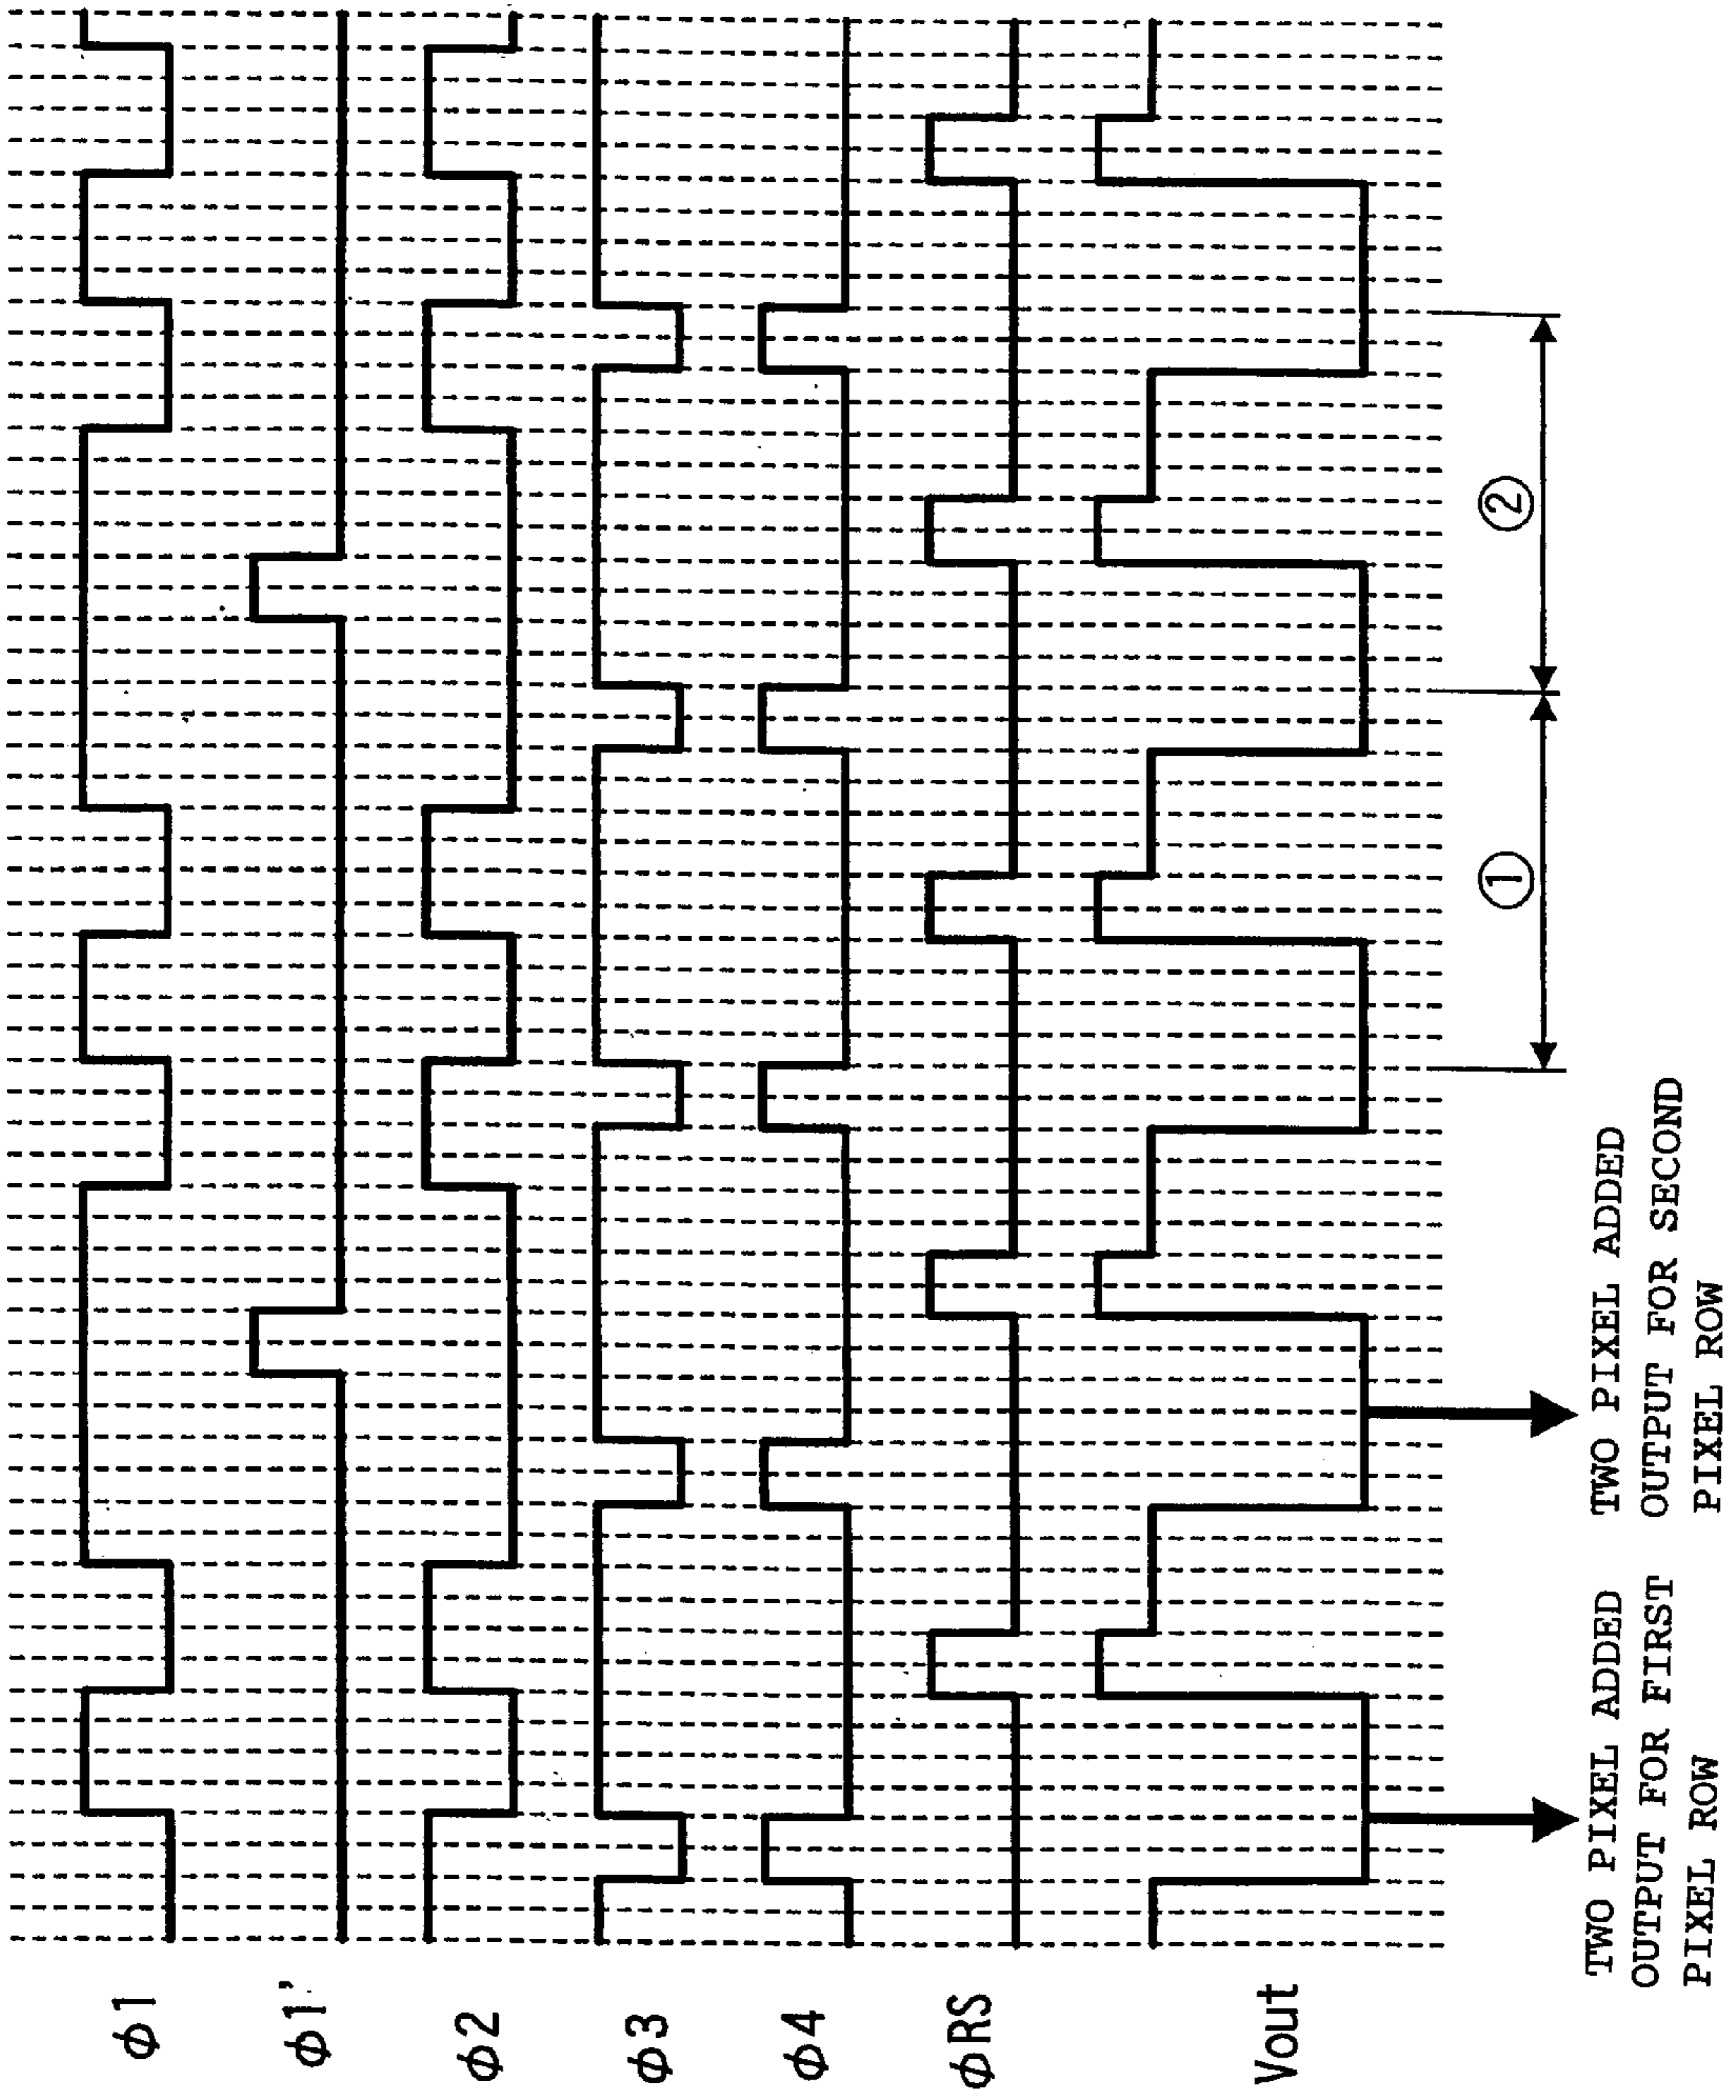 ϕ1
ϕ1'
ϕ2
ϕ3
ϕ4
ϕRS
Vout
① ②
TWO PIXEL ADDED
OUTPUT FOR FIRST
PIXEL ROW
TWO PIXEL ADDED
OUTPUT FOR SECOND
PIXEL ROW